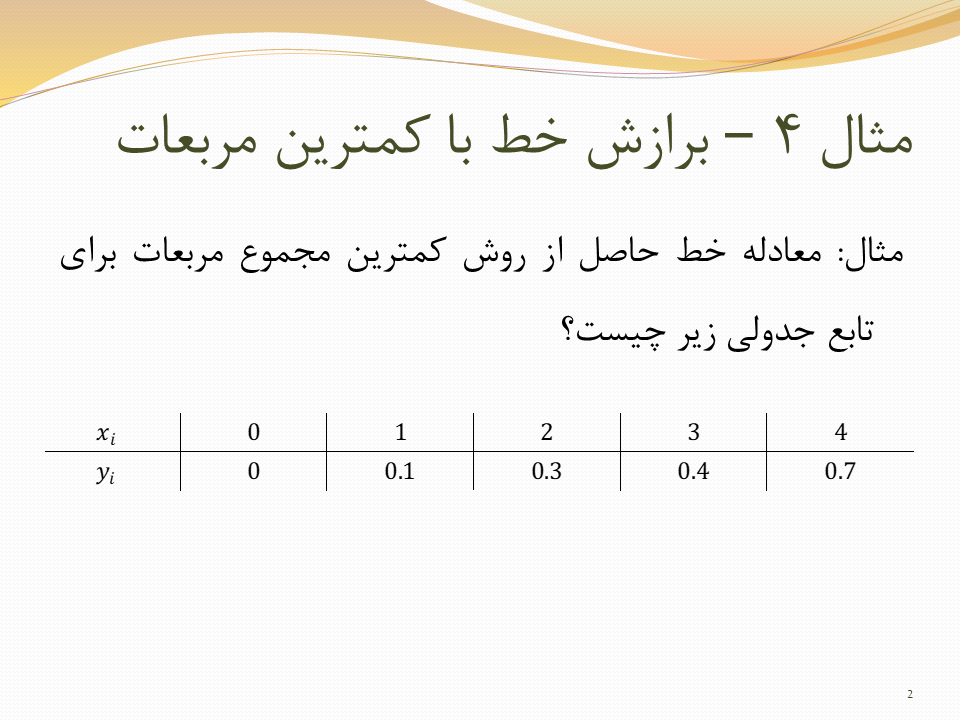 مثال ۴ – برازش خط با کمترین مربعات
مثال: معادله خط حاصل از روش کمترین مجموع مربعات برای
تابع جدولی زیر چیست؟
xᵢ 0 1 2 3 4
yᵢ 0 0.1 0.3 0.4 0.7
2